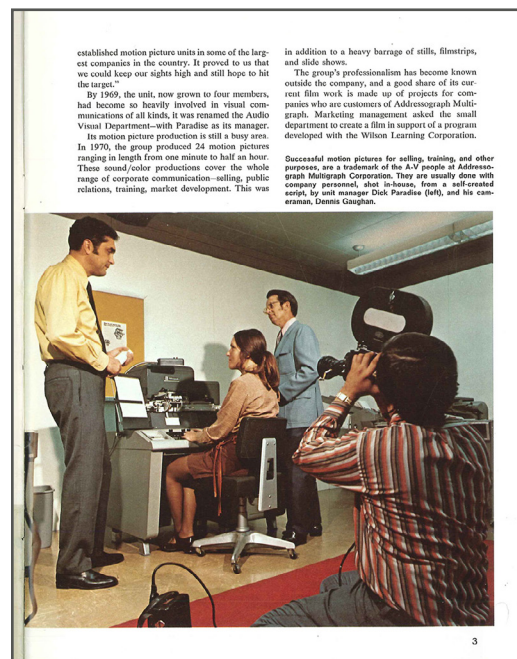 established motion picture units in some of the larg-
est companies in the country. It proved to us that
we could keep our sights high and still hope to hit
the target."
By 1969, the unit, now grown to four members,
had become so heavily involved in visual com-
munications of all kinds, it was renamed the Audio
Visual Department—with Paradise as its manager.
Its motion picture production is still a busy area.
In 1970, the group produced 24 motion pictures
ranging in length from one minute to half an hour.
These sound/color productions cover the whole
range of corporate communication—selling, public
relations, training, market development. This was
in addition to a heavy barrage of stills, filmstrips,
and slide shows.
The group's professionalism has become known
outside the company, and a good share of its cur-
rent film work is made up of projects for com-
panies who are customers of Addressograph Multi-
graph. Marketing management asked the small
department to create a film in support of a program
developed with the Wilson Learning Corporation.
Successful motion pictures for selling, training, and other
purposes, are a trademark of the A-V people at Addresso-
graph Multigraph Corporation. They are usually done with
company personnel, shot in-house, from a self-created
script, by unit manager Dick Paradise (left), and his cam-
eraman, Dennis Gaughan.
3